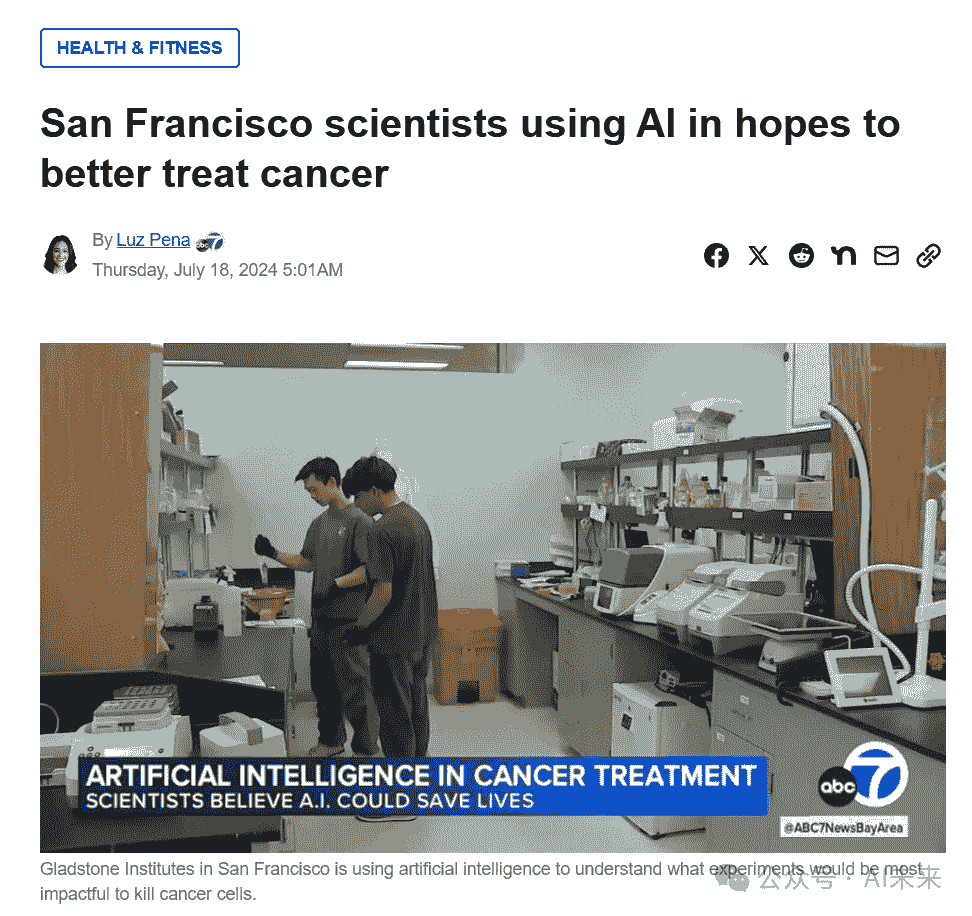 HEALTH & FITNESS
San Francisco scientists using AI in hopes to
better treat cancer
By Luz Pena abc7
Thursday, July 18, 2024 5:01AM
ARTIFICIAL INTELLIGENCE IN CANCER TREATMENT
SCIENTISTS BELIEVE A.I. COULD SAVE LIVES
abc 7
@ABC7NewsBayArea
Gladstone Institutes in San Francisco is using artificial intelligence to understand what experiments would be most
impactful to kill cancer cells.
公众号 · AI未来